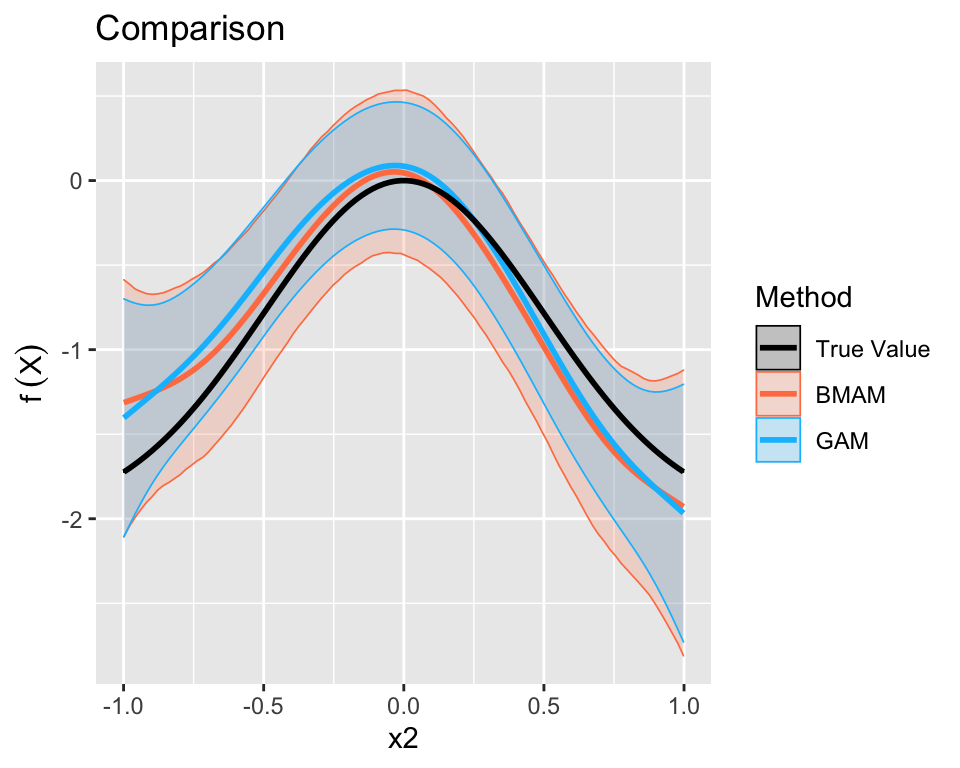 Comparison
f (X)
0
-1
-2
-1.0
-0.5
0.0
0.5
1.0
x2
Method
True Value
BMAM
GAM